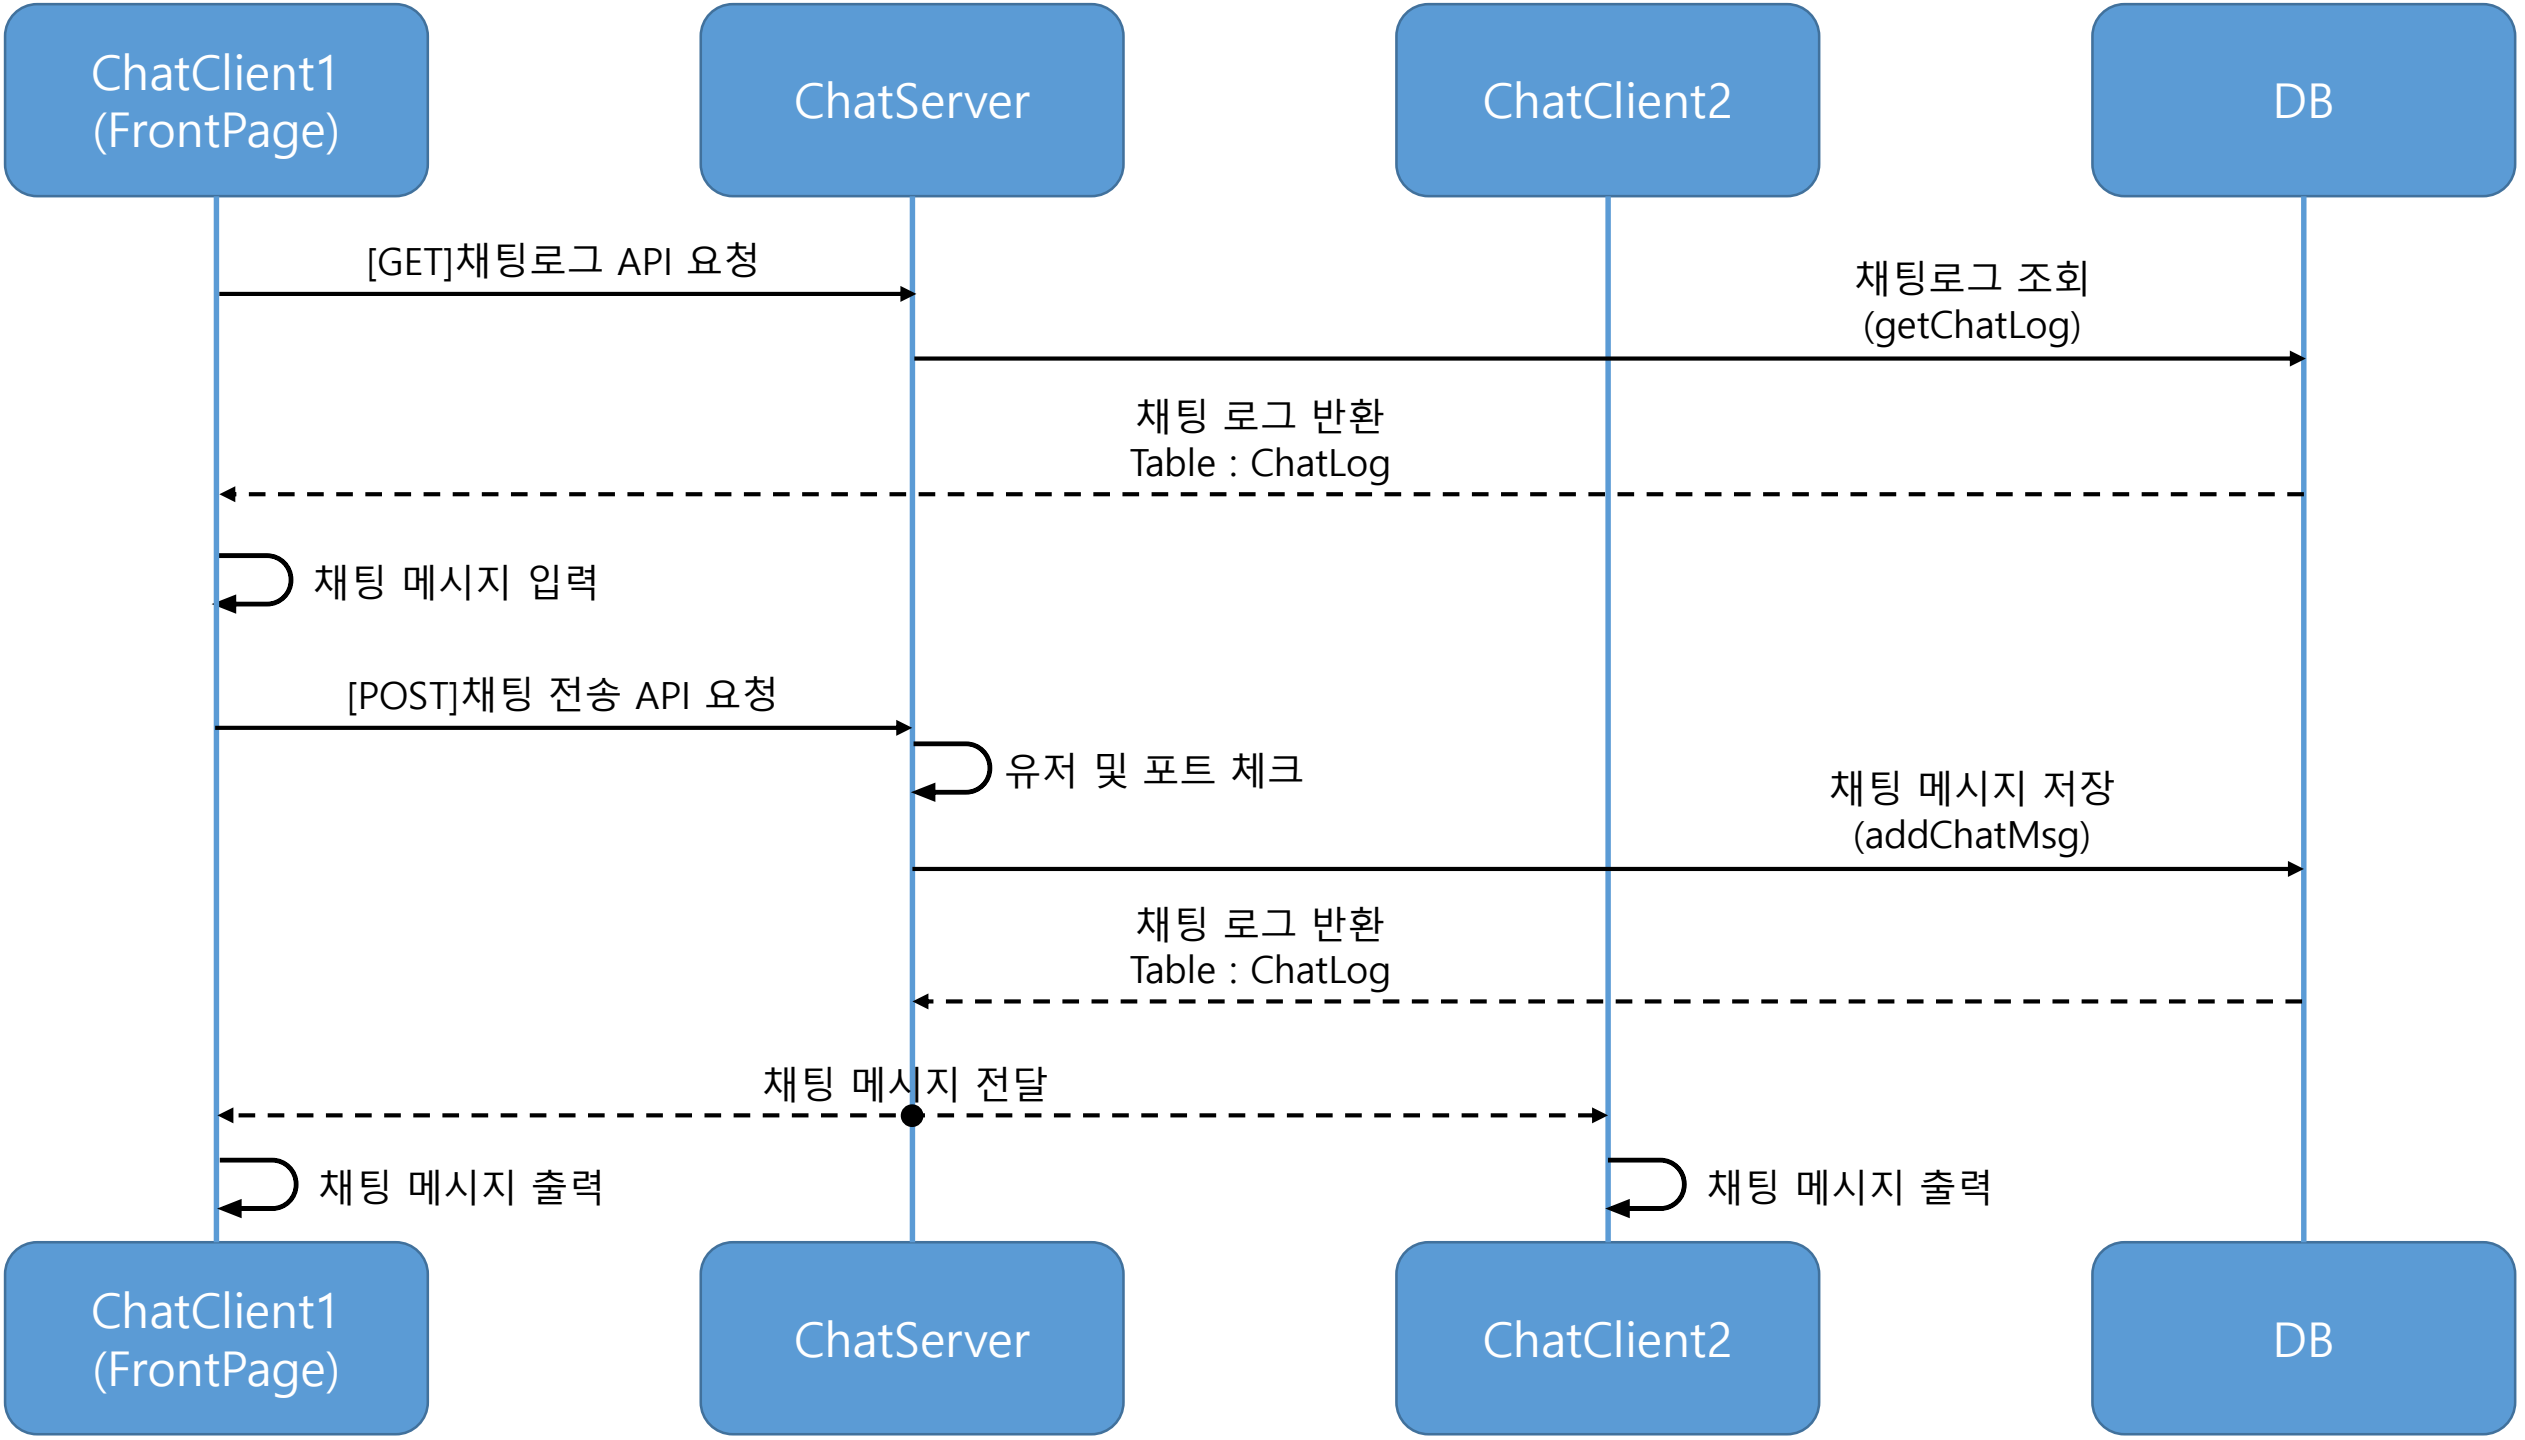 ChatClient1
(FrontPage)
ChatServer
ChatClient2
DB
[GET]채팅로그 API 요청
채팅로그 조회
(getChatLog)
채팅 로그 반환
Table : ChatLog
채팅 메시지 입력
[POST]채팅 전송 API 요청
유저 및 포트 체크
채팅 메시지 저장
(addChatMsg)
채팅 로그 반환
Table : ChatLog
채팅 메시지 전달
채팅 메시지 출력
채팅 메시지 출력
ChatClient1
(FrontPage)
ChatServer
ChatClient2
DB